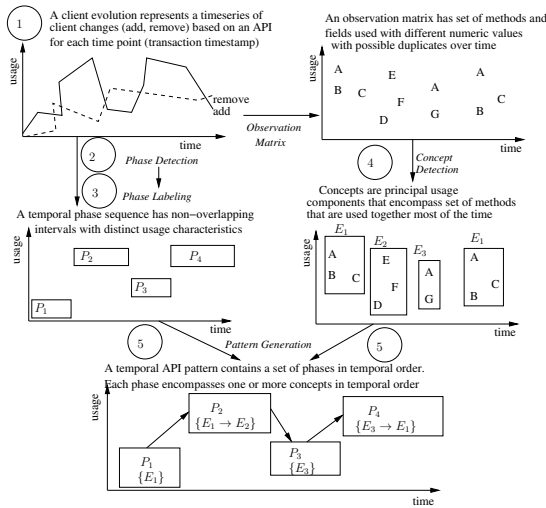 1
A client evolution represents a timeseries of
client changes (add, remove) based on an API
for each time point (transaction timestamp)
usage
remove
add
time
An observation matrix has set of methods and
fields used with different numeric values
with possible duplicates over time
usage
A
B
C
E
F
D
A
G
A
C
B
time
Observation
Matrix
2
Phase Detection
3
Phase Labeling
4
Concept
Detection
A temporal phase sequence has non−overlapping
intervals with distinct usage characteristics
usage
P1
P2
P3
P4
time
Concepts are principal usage
components that encompass set of methods
that are used together most of the time
usage
E1
A
B
C
E2
E
F
D
E3
A
G
E1
A
C
B
time
5
Pattern Generation
5
A temporal API pattern contains a set of phases in temporal order.
Each phase encompasses one or more concepts in temporal order
usage
P1
{E1}
P2
{E1 → E2}
P3
{E3}
P4
{E3 → E1}
time